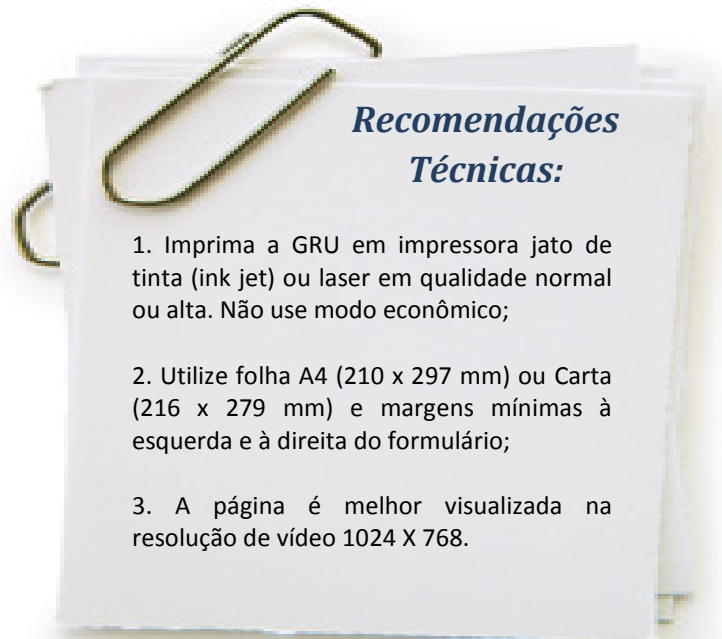 Recomendações
Técnicas:
1. Imprima a GRU em impressora jato de
tinta (ink jet) ou laser em qualidade normal
ou alta. Não use modo econômico;
2. Utilize folha A4 (210 x 297 mm) ou Carta
(216 x 279 mm) e margens mínimas à
esquerda e à direita do formulário;
3. A página é melhor visualizada na
resolução de vídeo 1024 X 768.